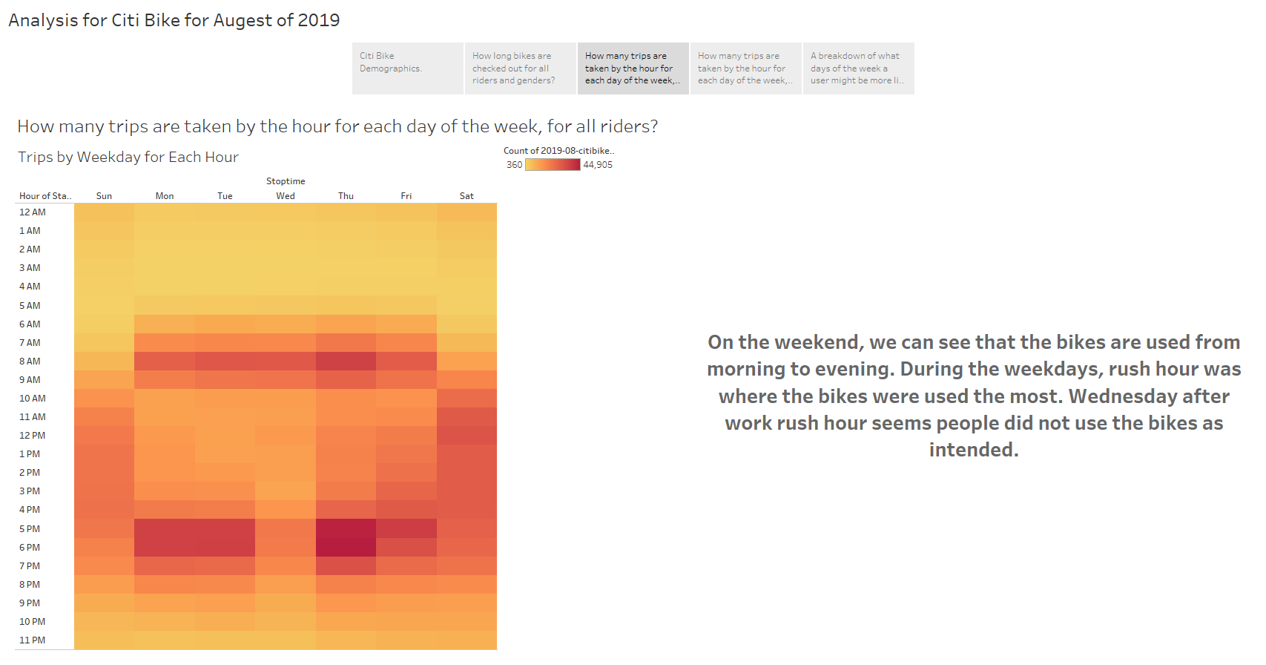 Analysis for Citi Bike for Augest of 2019
Citi Bike
Demographics.
How long bikes are
checked out for all
riders and genders?
How many trips are
taken by the hour for
each day of the week,..
How many trips are
taken by the hour for
each day of the week,..
A breakdown of what
days of the week a
user might be more li..
How many trips are taken by the hour for each day of the week, for all riders?
Trips by Weekday for Each Hour
Count of 2019-08-citibike..
360 44,905
Stoptime
Hour of Sta.. Sun Mon Tue Wed Thu Fri Sat
12 AM
1 AM
2 AM
3 AM
4 AM
5 AM
6 AM
7 AM
8 AM
9 AM
10 AM
11 AM
12 PM
1 PM
2 PM
3 PM
4 PM
5 PM
6 PM
7 PM
8 PM
9 PM
10 PM
11 PM
On the weekend, we can see that the bikes are used from
morning to evening. During the weekdays, rush hour was
where the bikes were used the most. Wednesday after
work rush hour seems people did not use the bikes as
intended.